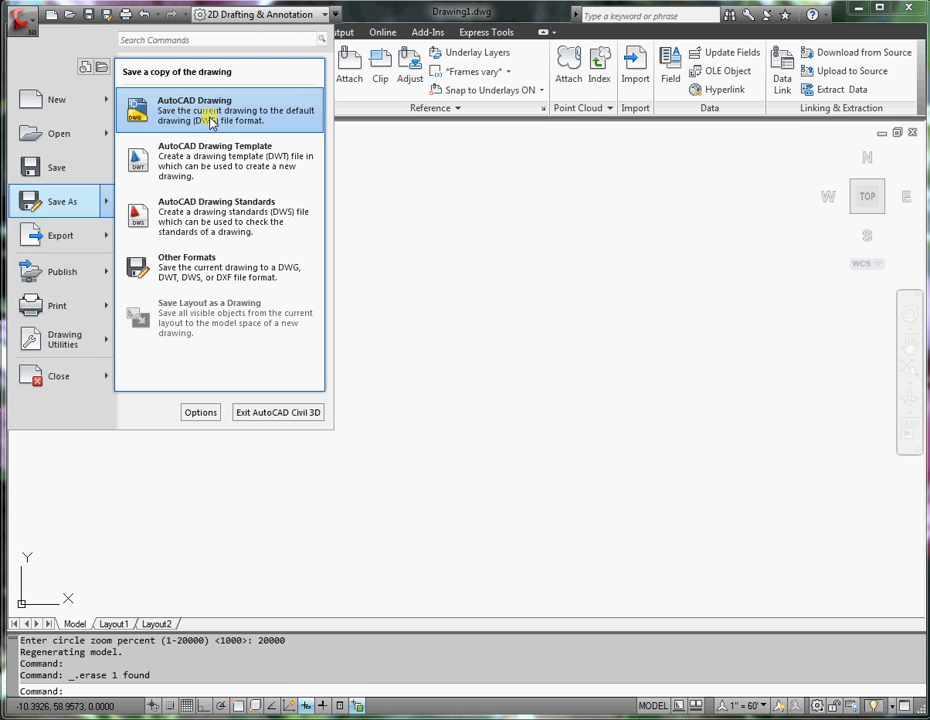 2D Drafting & Annotation
Drawing1.dwg
Type a keyword or phrase
3D
Search Commands
put
Online
Add-Ins
Express Tools
Save a copy of the drawing
Attach
Clip
Adjust
Underlay Layers
*Frames vary*
Snap to Underlays ON
Attach
Index
Import
Field
Update Fields
OLE Object
Hyperlink
Data
Link
Download from Source
Upload to Source
Extract Data
Reference
Point Cloud
Import
Data
Linking & Extraction
New
Open
Save
Save As
Export
Publish
Print
Drawing
Utilities
Close
DWG
AutoCAD Drawing
Save the current drawing to the default
drawing (DWG) file format.
DWT
AutoCAD Drawing Template
Create a drawing template (DWT) file in
which can be used to create a new
drawing.
DWS
AutoCAD Drawing Standards
Create a drawing standards (DWS) file
which can be used to check the
standards of a drawing.
Other Formats
Save the current drawing to a DWG,
DWT, DWS, or DXF file format.
Save Layout as a Drawing
Save all visible objects from the current
layout to the model space of a new
drawing.
Options
Exit AutoCAD Civil 3D
N
W
TOP
E
S
WCS
Y
X
Model
Layout1
Layout2
Enter circle zoom percent (1-20000) <1000>: 20000
Regenerating model.
Command:
Command: _.erase 1 found
Command:
-10.3926, 58.9573, 0.0000
MODEL
1" = 60'